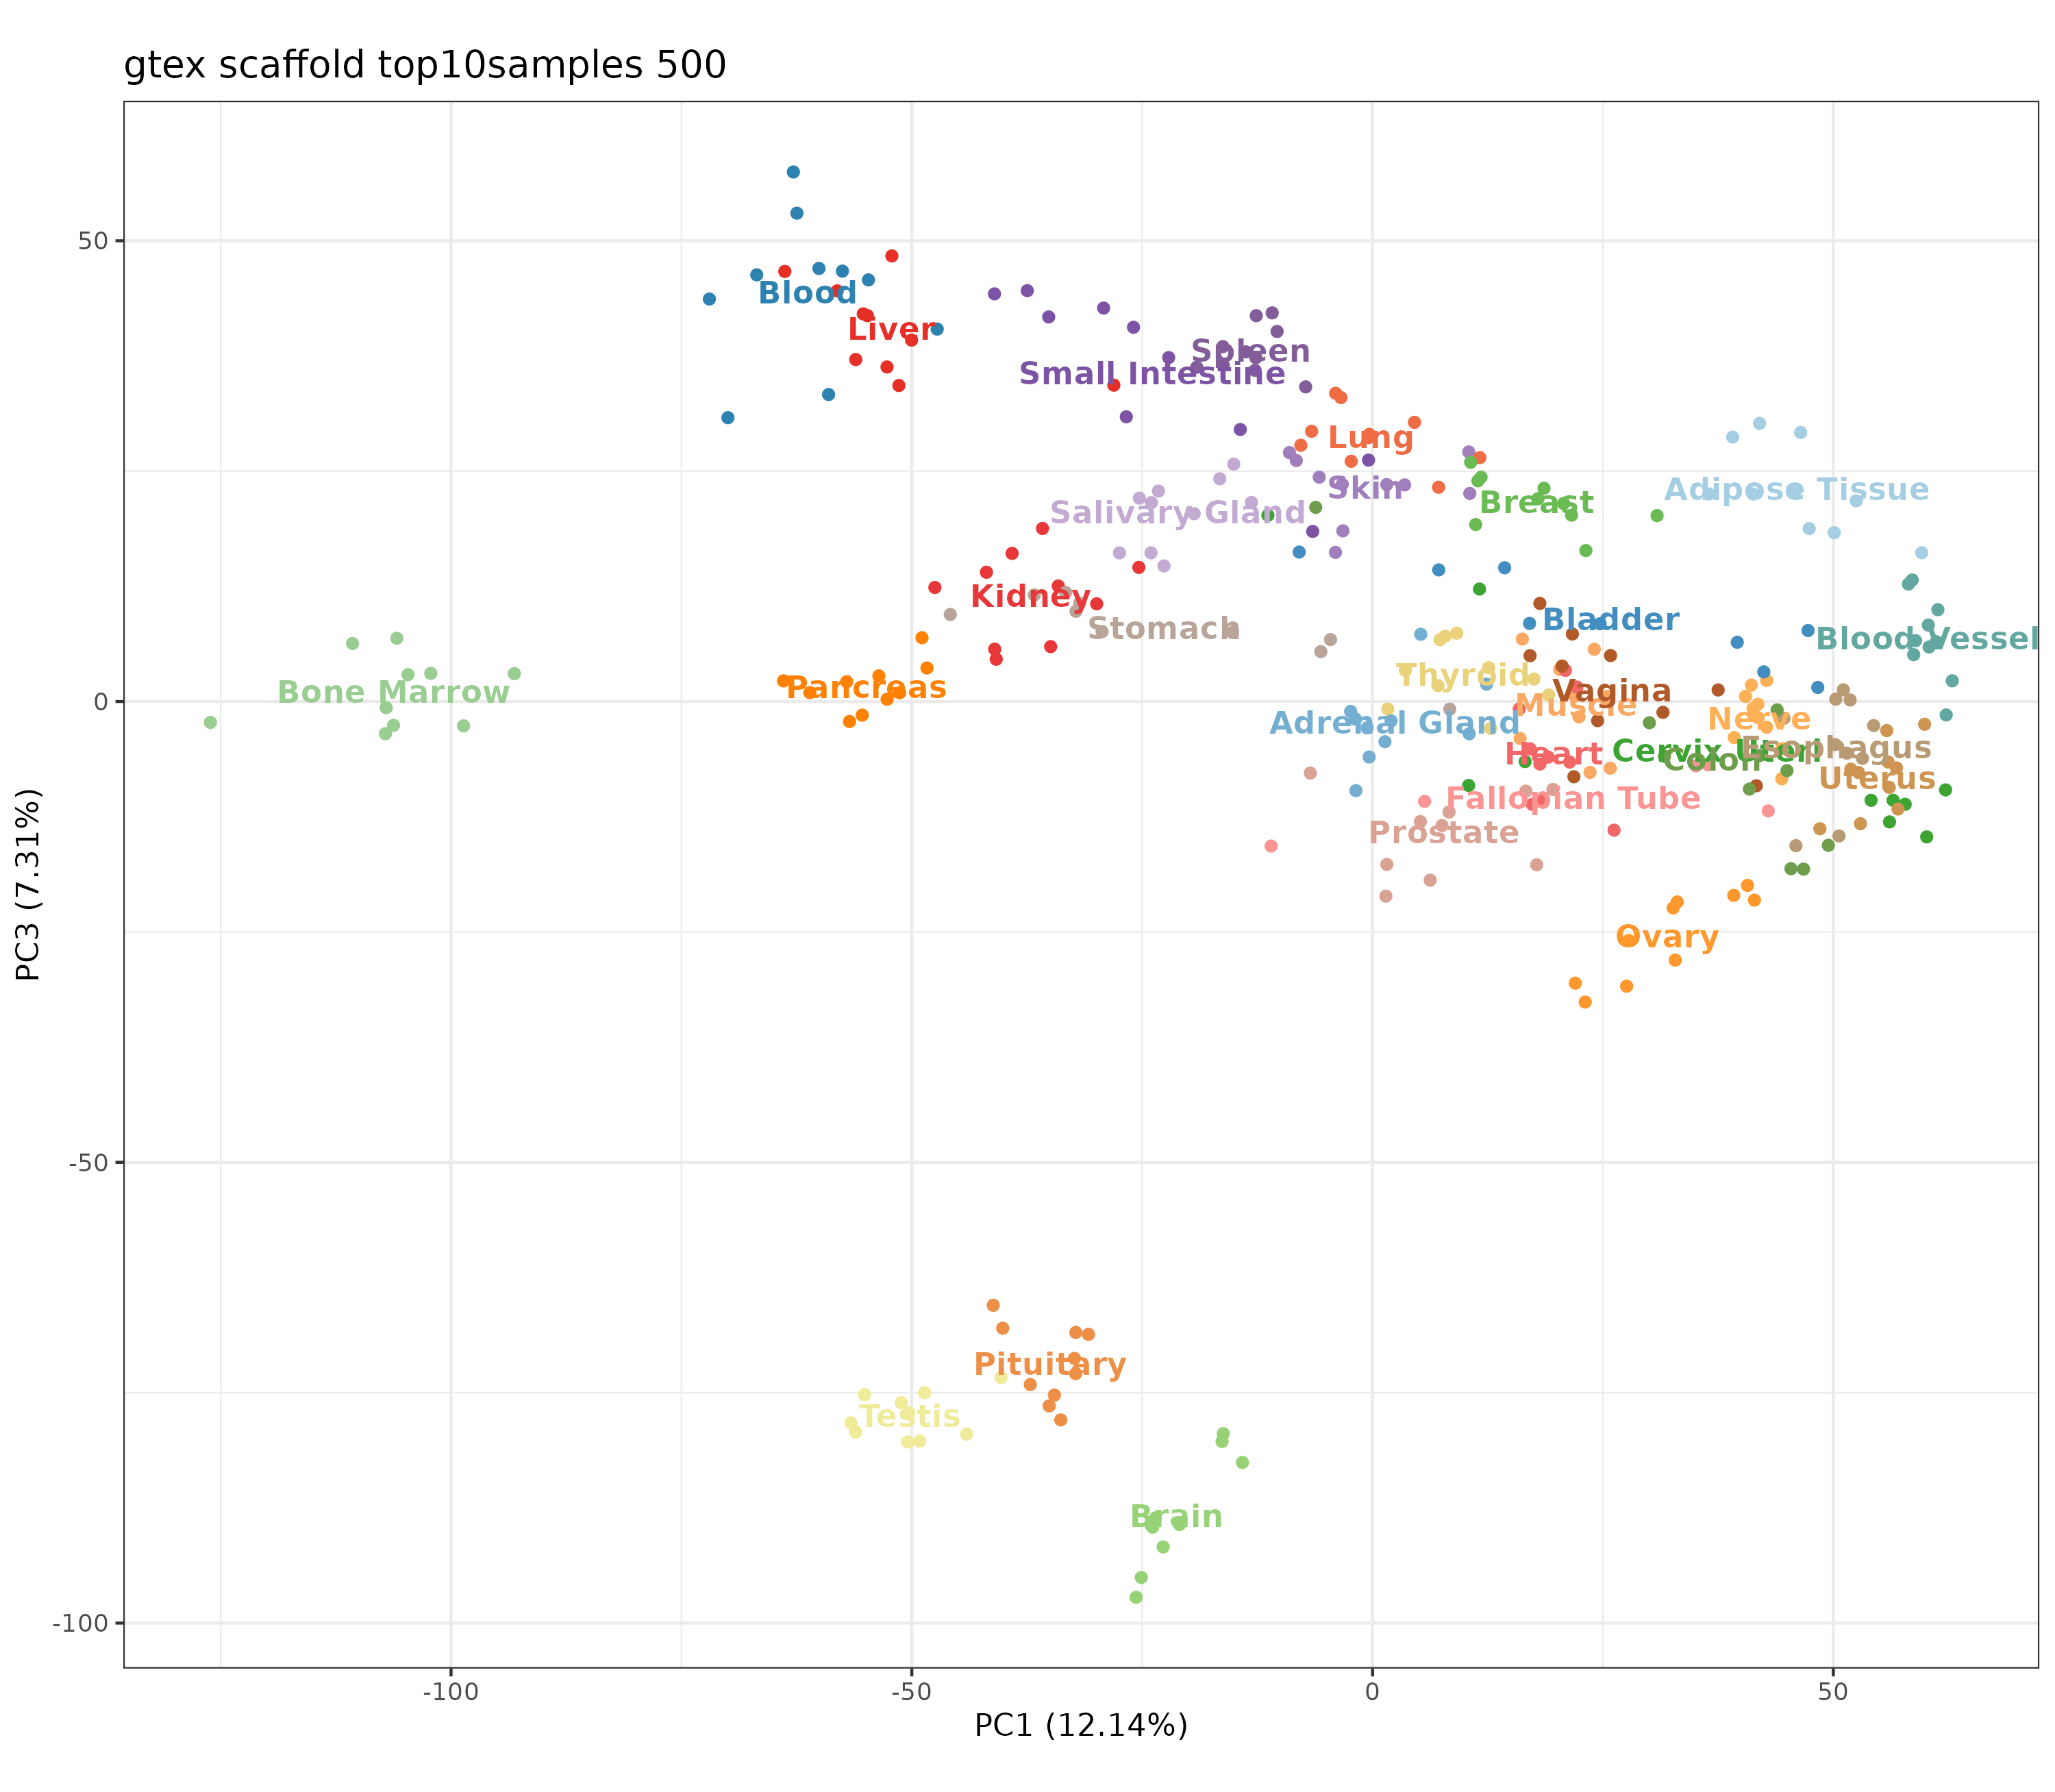 gtex scaffold top10samples 500
50
0
-50
-100
PC3 (7.31%)
Blood
Liver
Spleen
Small Intestine
Lung
Skin
Adipose Tissue
Breast
Salivary Gland
Kidney
Bladder
Stomach
Blood Vessel
Thyroid
Pancreas
Vagina
Bone Marrow
Muscle
Nerve
Adrenal Gland
Esophagus
Heart
Cervix Uteri
Colon
Uterus
Fallopian Tube
Prostate
Ovary
Pituitary
Testis
Brain
-100
-50
0
50
PC1 (12.14%)